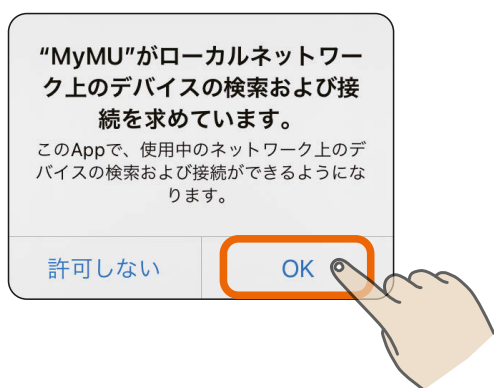 “MyMU”がローカルネットワー
ク上のデバイスの検索および接
続を求めています。
このAppで、使用中のネットワーク上のデ
バイスの検索および接続ができるようにな
ります。
許可しない
OK